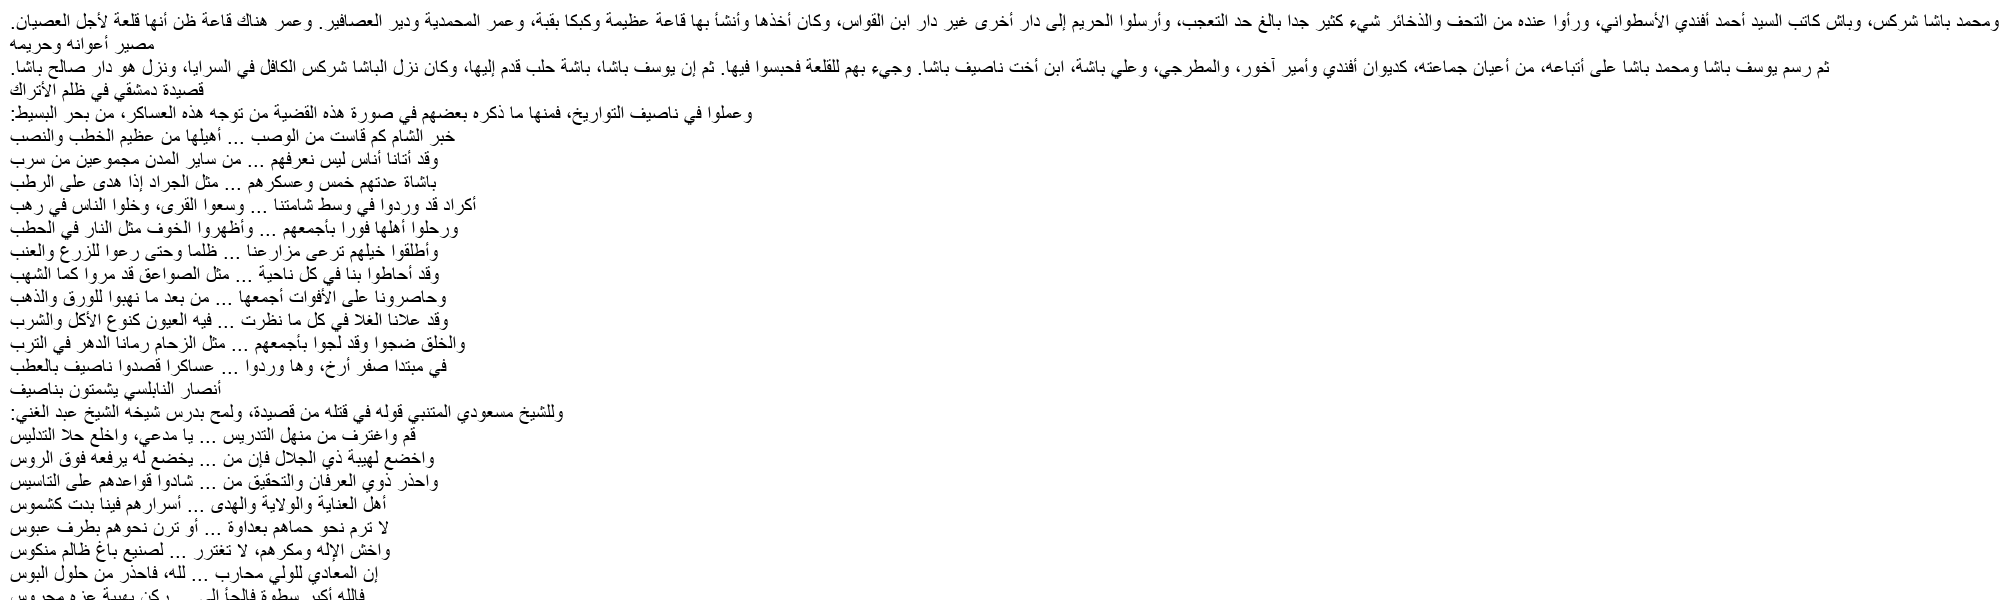 ومحمد باشا شركس، وباش كاتب السيد أحمد أفندي الأسطواني، ورأوا عنده من التحف والذخائر شيء كثير جدا بالغ حد التعجب، وأرسلوا الحريم إلى دار أخرى غير دار ابن القواس، وكان أخذها وأنشأ بها قاعة عظيمة وكبكا بقبة، وعمر المحمدية ودير العصافير. وعمر هناك قاعة ظن أنها قلعة لأجل العصيان.
مصير أعوانه وحريمه
ثم رسم يوسف باشا ومحمد باشا على أتباعه، من أعيان جماعته، كديوان أفندي وأمير آخور، والمطرجي، وعلي باشة، ابن أخت ناصيف باشا. وجيء بهم للقلعة فحبسوا فيها. ثم إن يوسف باشا، باشة حلب قدم إليها، وكان نزل الباشا شركس الكافل في السرايا، ونزل هو دار صالح باشا.
قصيدة دمشقي في ظلم الأتراك
وعملوا في ناصيف التواريخ، فمنها ما ذكره بعضهم في صورة هذه القضية من توجه هذه العساكر، من بحر البسيط:
خبر الشام كم قاست من الوصب ... أهيلها من عظيم الخطب والنصب
وقد أتانا أناس ليس نعرفهم ... من ساير المدن مجموعين من سرب
باشاة عدتهم خمس وعسكرهم ... مثل الجراد إذا هدى على الرطب
أكراد قد وردوا في وسط شامتنا ... وسعوا القرى، وخلوا الناس في رهب
ورحلوا أهلها فورا بأجمعهم ... وأظهروا الخوف مثل النار في الحطب
وأطلقوا خيلهم ترعى مزارعنا ... ظلما وحتى رعوا للزرع والعنب
وقد أحاطوا بنا في كل ناحية ... مثل الصواعق قد مروا كما الشهب
وحاصرونا على الأقوات أجمعها ... من بعد ما نهبوا للورق والذهب
وقد علانا الغلا في كل ما نظرت ... فيه العيون كنوع الأكل والشرب
والخلق ضجوا وقد لجوا بأجمعهم ... مثل الزحام رمانا الدهر في الترب
في مبتدا صفر أرخ، وها وردوا ... عساكرا قصدوا ناصيف بالعطب
أنصار النابلسي يشمتون بناصيف
وللشيخ مسعودي المتنبي قوله في قتله من قصيدة، ولمح بدرس شيخه الشيخ عبد الغني:
قم واغترف من منهل التدريس ... يا مدعي، واخلع حلا التدليس
واخضع لهيبة ذي الجلال فإن من ... يخضع له يرفعه فوق الروس
واحذر ذوي العرفان والتحقيق من ... شادوا قواعدهم على التاسيس
أهل العناية والولاية والهدى ... أسرارهم فينا بدت كشموس
لا ترم نحو حماهم بعداوة ... أو ترن نحوهم بطرف عبوس
واخش الإله ومكرهم، لا تغترر ... لصنيع باغ ظالم منكوس
إن المعادي للولي محارب ... لله، فاحذر من حلول البوس
فالله أكبر سطوة فالجأ إلى ... ركن بهيبة عزه محروس